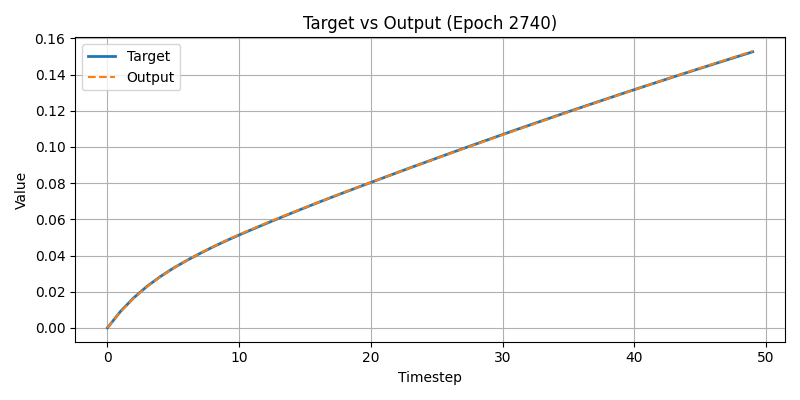 Target vs Output (Epoch 2740)
Target
Output
Value
0.16
0.14
0.12
0.10
0.08
0.06
0.04
0.02
0.00
0 10 20 30 40 50
Timestep